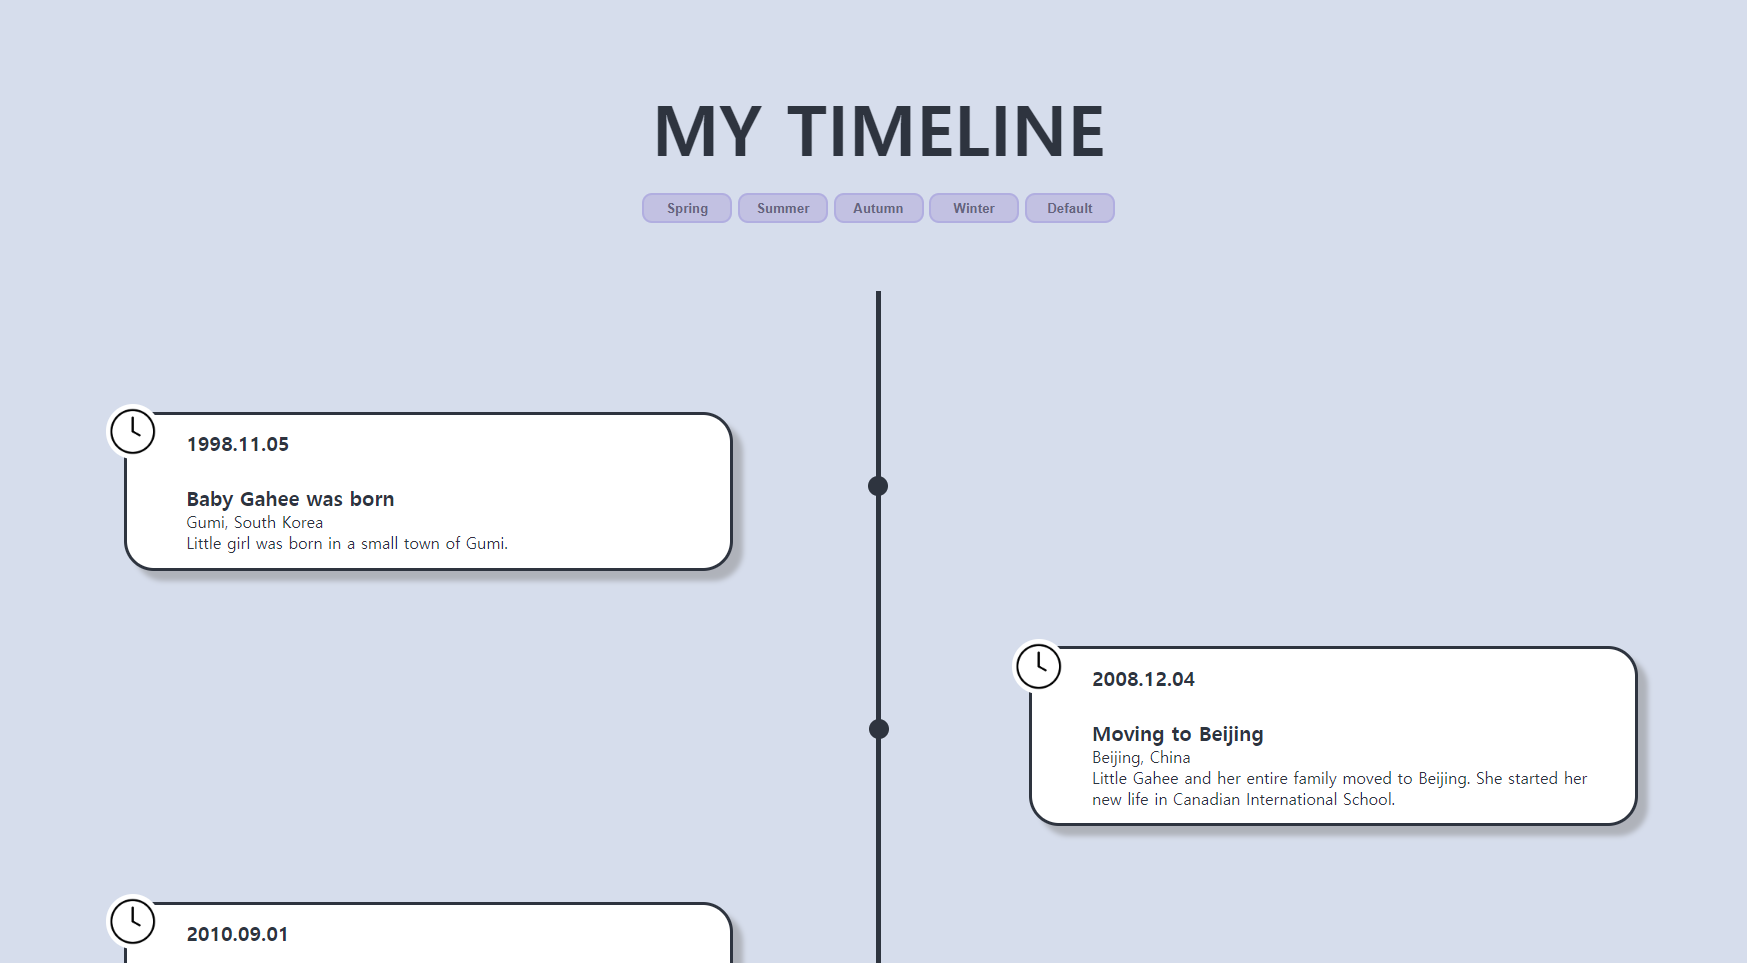 MY TIMELINE
Spring Summer Autumn Winter Default
1998.11.05
Baby Gahee was born
Gumi, South Korea
Little girl was born in a small town of Gumi.
2008.12.04
Moving to Beijing
Beijing, China
Little Gahee and her entire family moved to Beijing. She started her
new life in Canadian International School.
2010.09.01